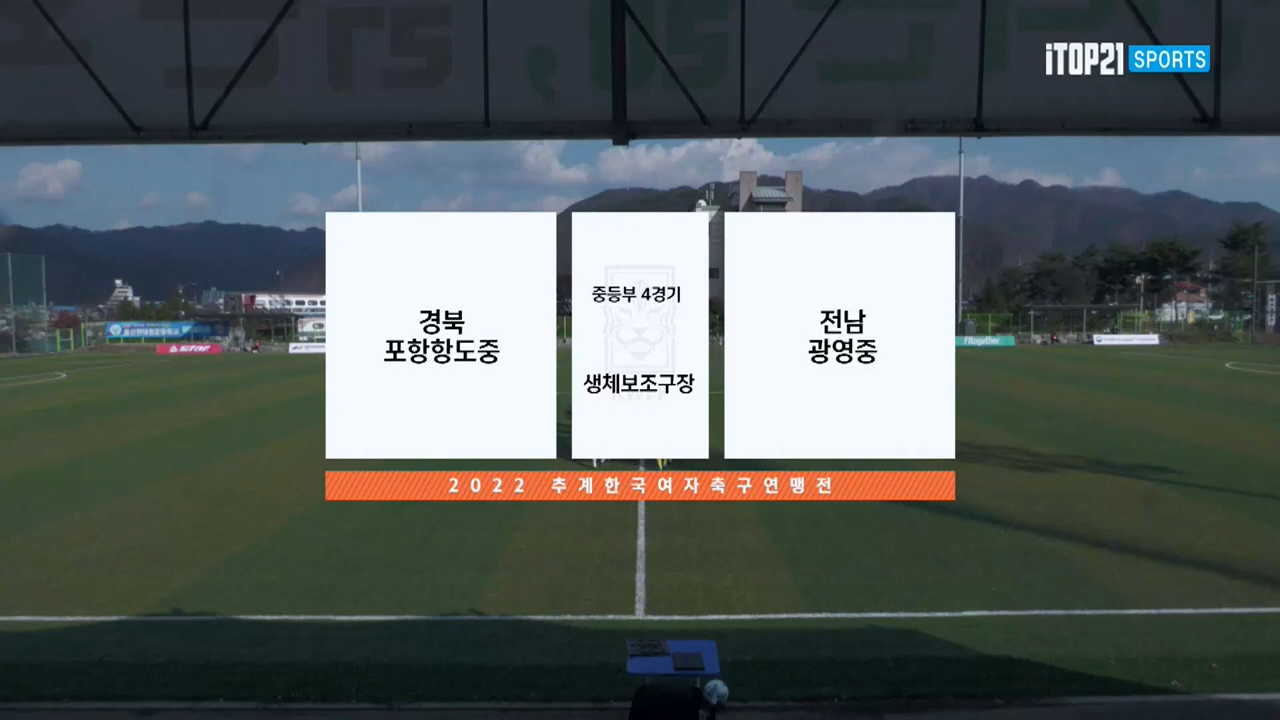 iTOP21 SPORTS
경북
포항항도중
중등부 4경기
생체보조구장
전남
광영중
2022 추계한국여자축구연맹전
STAR
fitogether